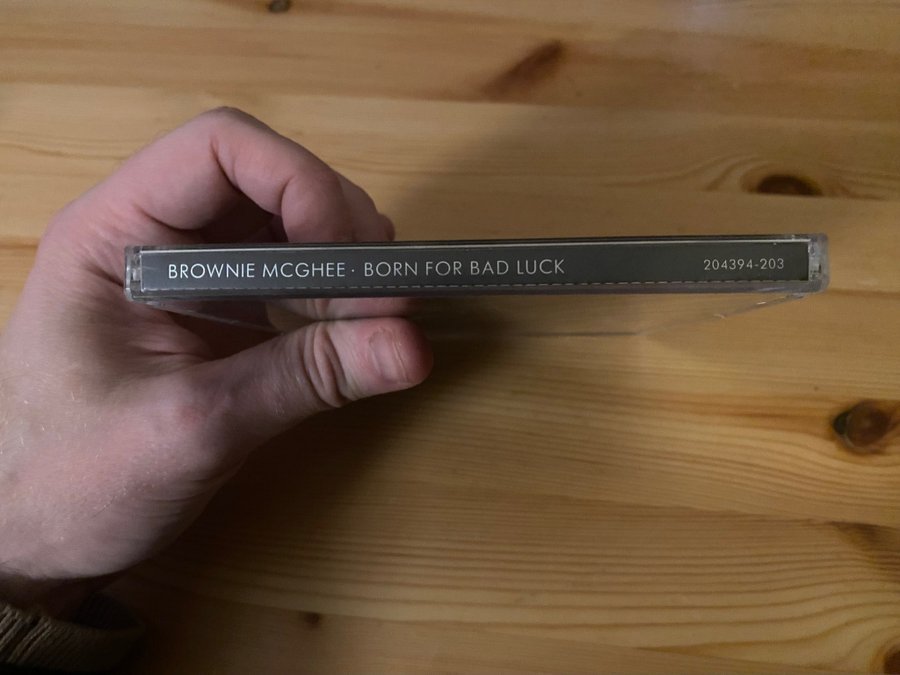 BROWNIE MCGHEE · BORN FOR BAD LUCK 204394-203